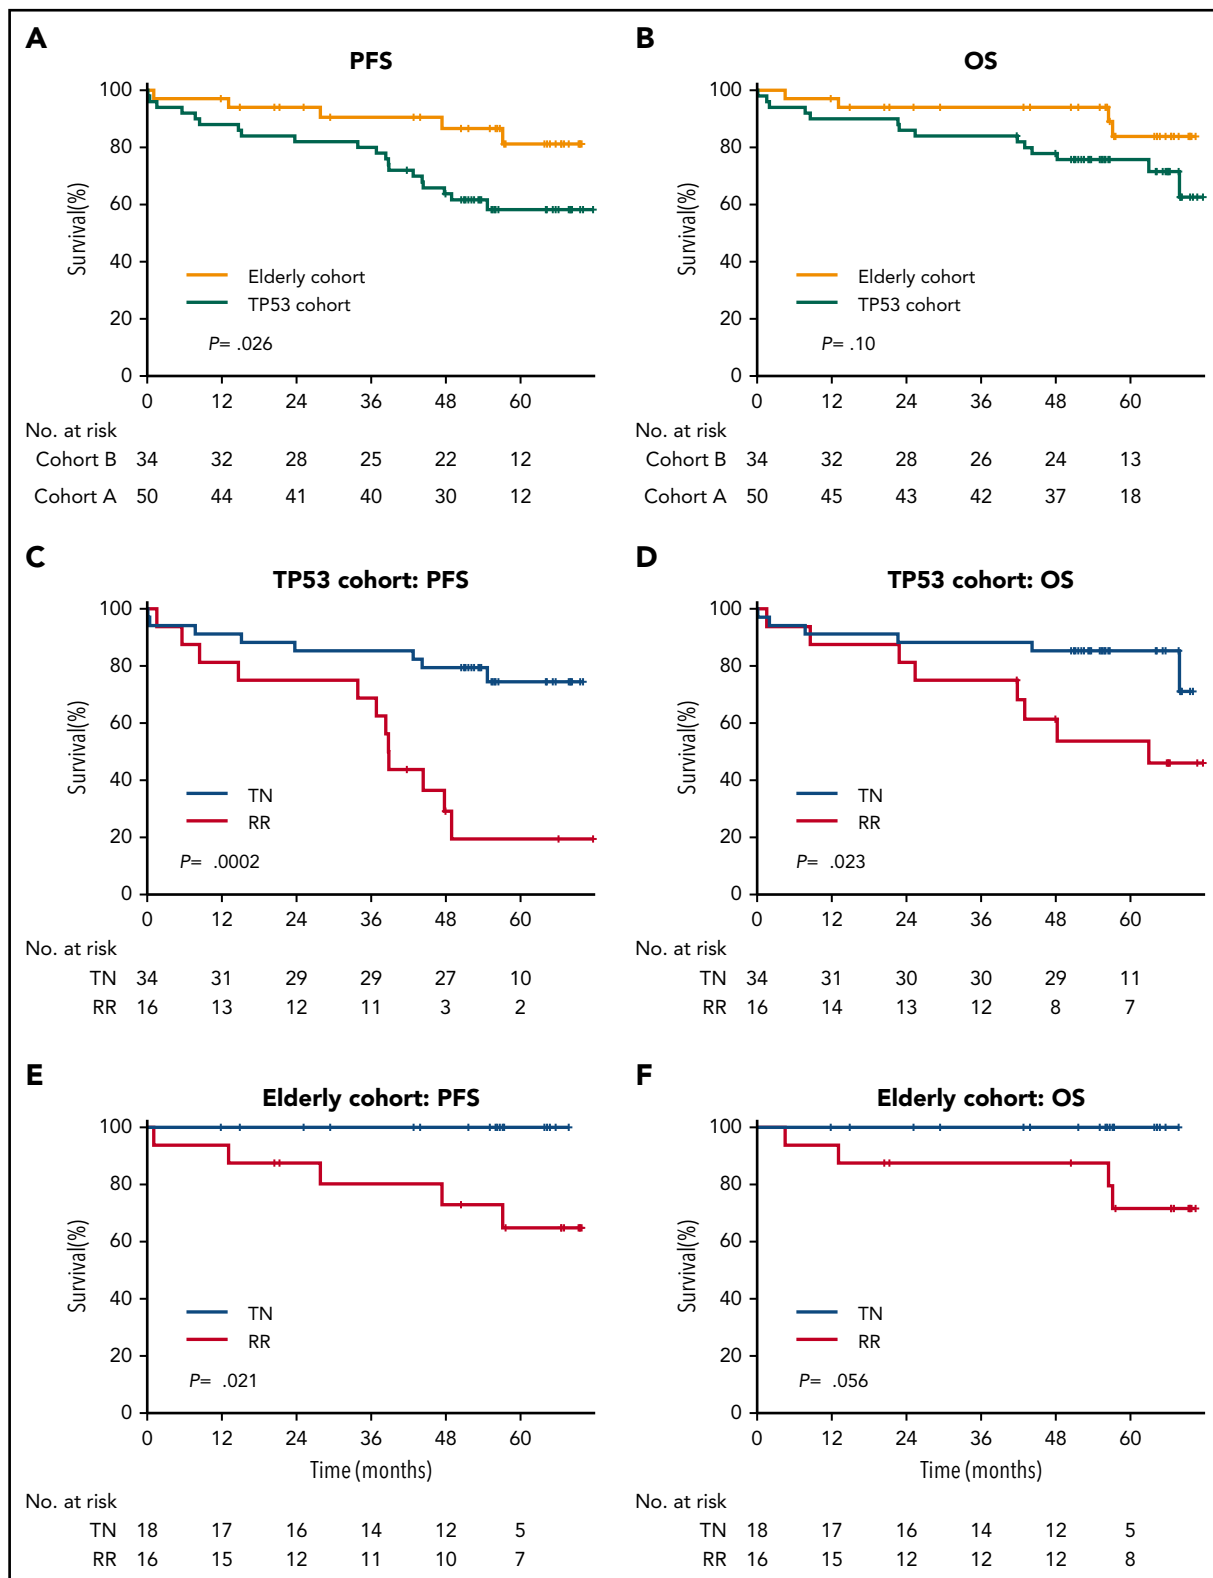 A
PFS
100
80
60
40
20
0
Survival(%)
Elderly cohort
TP53 cohort
P= .026
0 12 24 36 48 60
No. at risk
Cohort B 34 32 28 25 22 12
Cohort A 50 44 41 40 30 12
B
OS
100
80
60
40
20
0
Survival(%)
Elderly cohort
TP53 cohort
P= .10
0 12 24 36 48 60
No. at risk
Cohort B 34 32 28 26 24 13
Cohort A 50 45 43 42 37 18
C
TP53 cohort: PFS
100
80
60
40
20
0
Survival(%)
TN
RR
P= .0002
0 12 24 36 48 60
No. at risk
TN 34 31 29 29 27 10
RR 16 13 12 11 3 2
D
TP53 cohort: OS
100
80
60
40
20
0
Survival(%)
TN
RR
P= .023
0 12 24 36 48 60
No. at risk
TN 34 31 30 30 29 11
RR 16 14 13 12 8 7
E
Elderly cohort: PFS
100
80
60
40
20
0
Survival(%)
TN
RR
P= .021
0 12 24 36 48 60
Time (months)
No. at risk
TN 18 17 16 14 12 5
RR 16 15 12 11 10 7
F
Elderly cohort: OS
100
80
60
40
20
0
Survival(%)
TN
RR
P= .056
0 12 24 36 48 60
Time (months)
No. at risk
TN 18 17 16 14 12 5
RR 16 15 12 12 12 8